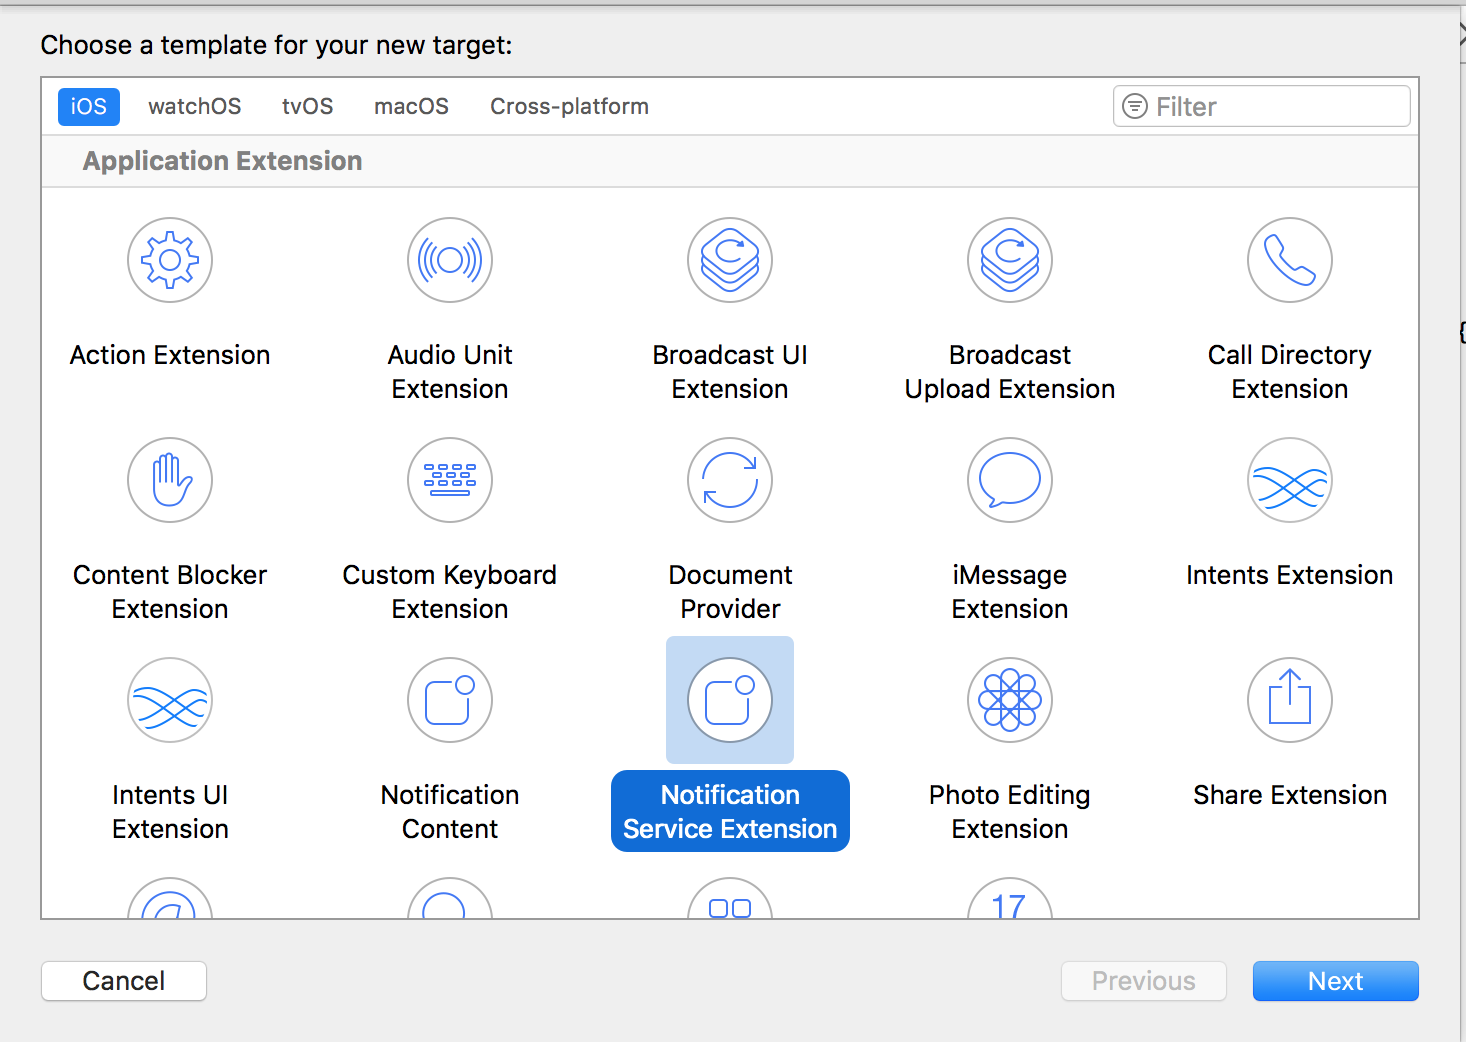 Choose a template for your new target:
iOS watchOS tvOS macOS Cross-platform Filter
Application Extension
Action Extension Audio Unit Broadcast UI Broadcast Call Directory
Extension Extension Upload Extension Extension
Content Blocker Custom Keyboard Document iMessage Intents Extension
Extension Extension Provider Extension
Intents UI Notification Notification Photo Editing Share Extension
Extension Content Service Extension Extension
17
Cancel Previous Next